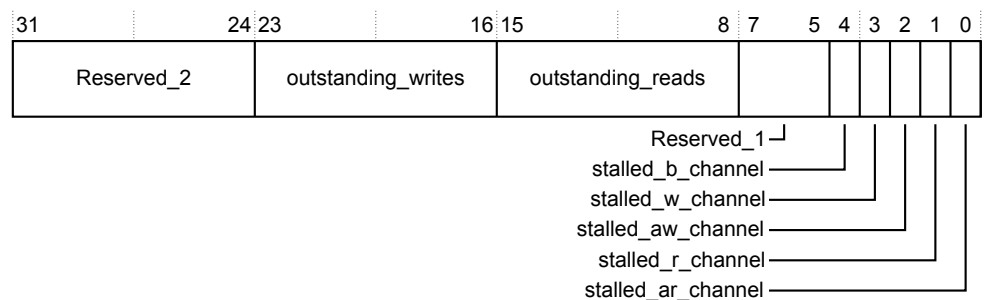 31 24 23 16 15 8 7 5 4 3 2 1 0
Reserved_2 outstanding_writes outstanding_reads
Reserved_1
stalled_b_channel
stalled_w_channel
stalled_aw_channel
stalled_r_channel
stalled_ar_channel